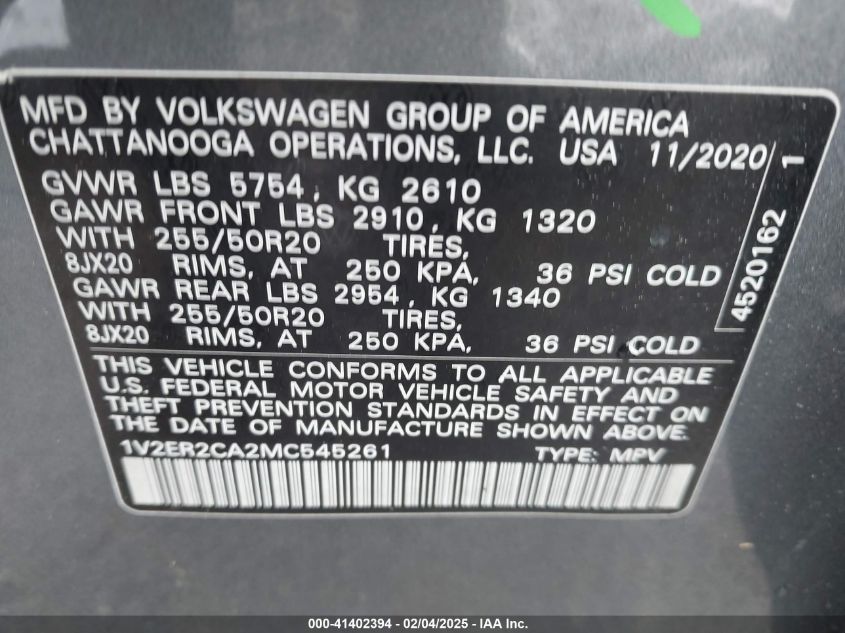 MFD BY VOLKSWAGEN GROUP OF AMERICA
CHATTANOOGA OPERATIONS, LLC. USA 11/2020
GVWR LBS 5754, KG 2610
GAWR FRONT LBS 2910, KG 1320
WITH 255/50R20 TIRES,
8JX20 RIMS, AT 250 KPA, 36 PSI COLD
GAWR REAR LBS 2954, KG 1340
WITH 255/50R20 TIRES,
8JX20 RIMS, AT 250 KPA, 36 PSI COLD
THIS VEHICLE CONFORMS TO ALL APPLICABLE
U.S. FEDERAL MOTOR VEHICLE SAFETY AND
THEFT PREVENTION STANDARDS IN EFFECT ON
THE DATE OF MANUFACTURE SHOWN ABOVE.
1V2ER2CA2MC545261 TYPE: MPV
4520162 1
000-41402394 - 02/04/2025 - IAA Inc.